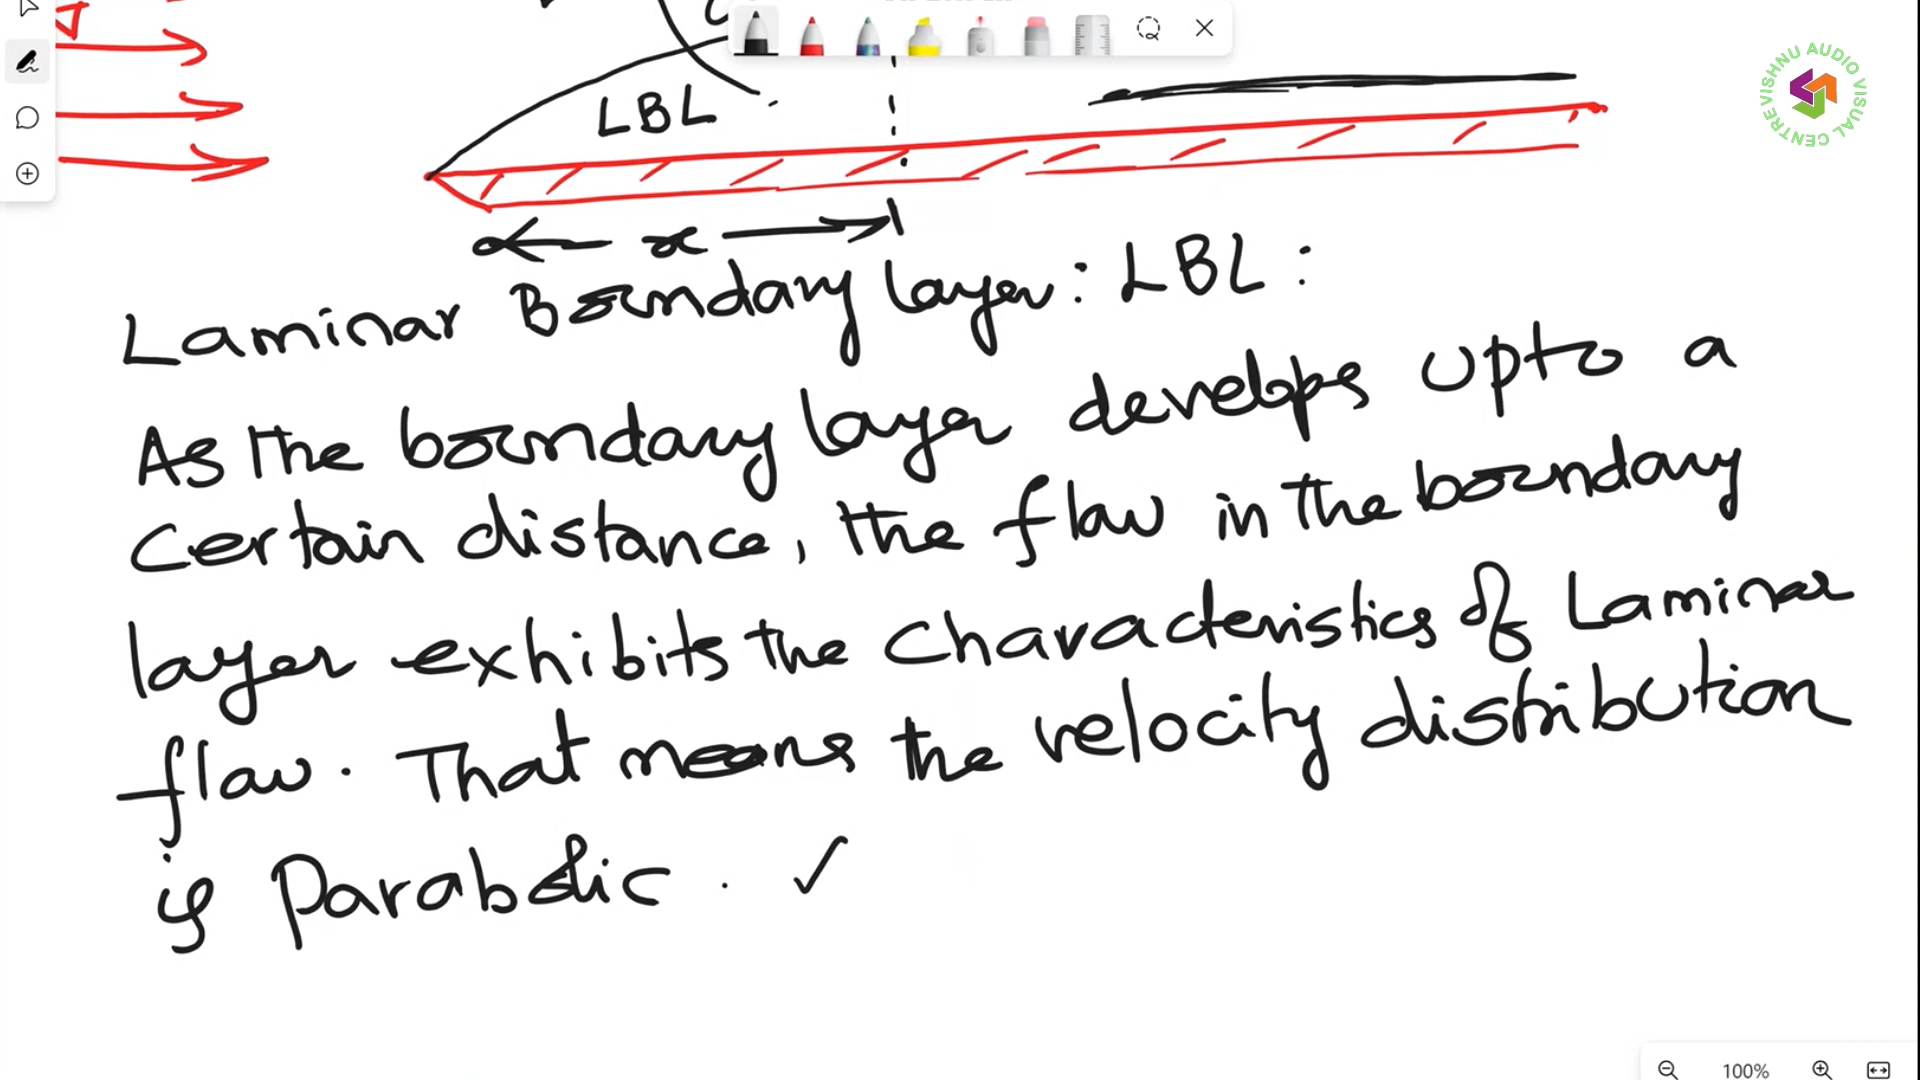 LBL
x
Laminar Boundary layer: LBL:
As the boundary layer develops upto a
certain distance, the flow in the boundary
layer exhibits the characteristics of Laminar
flow. That means the velocity distribution
is Parabolic.
VISHNU AUDIO VISUAL CENTRE
100%